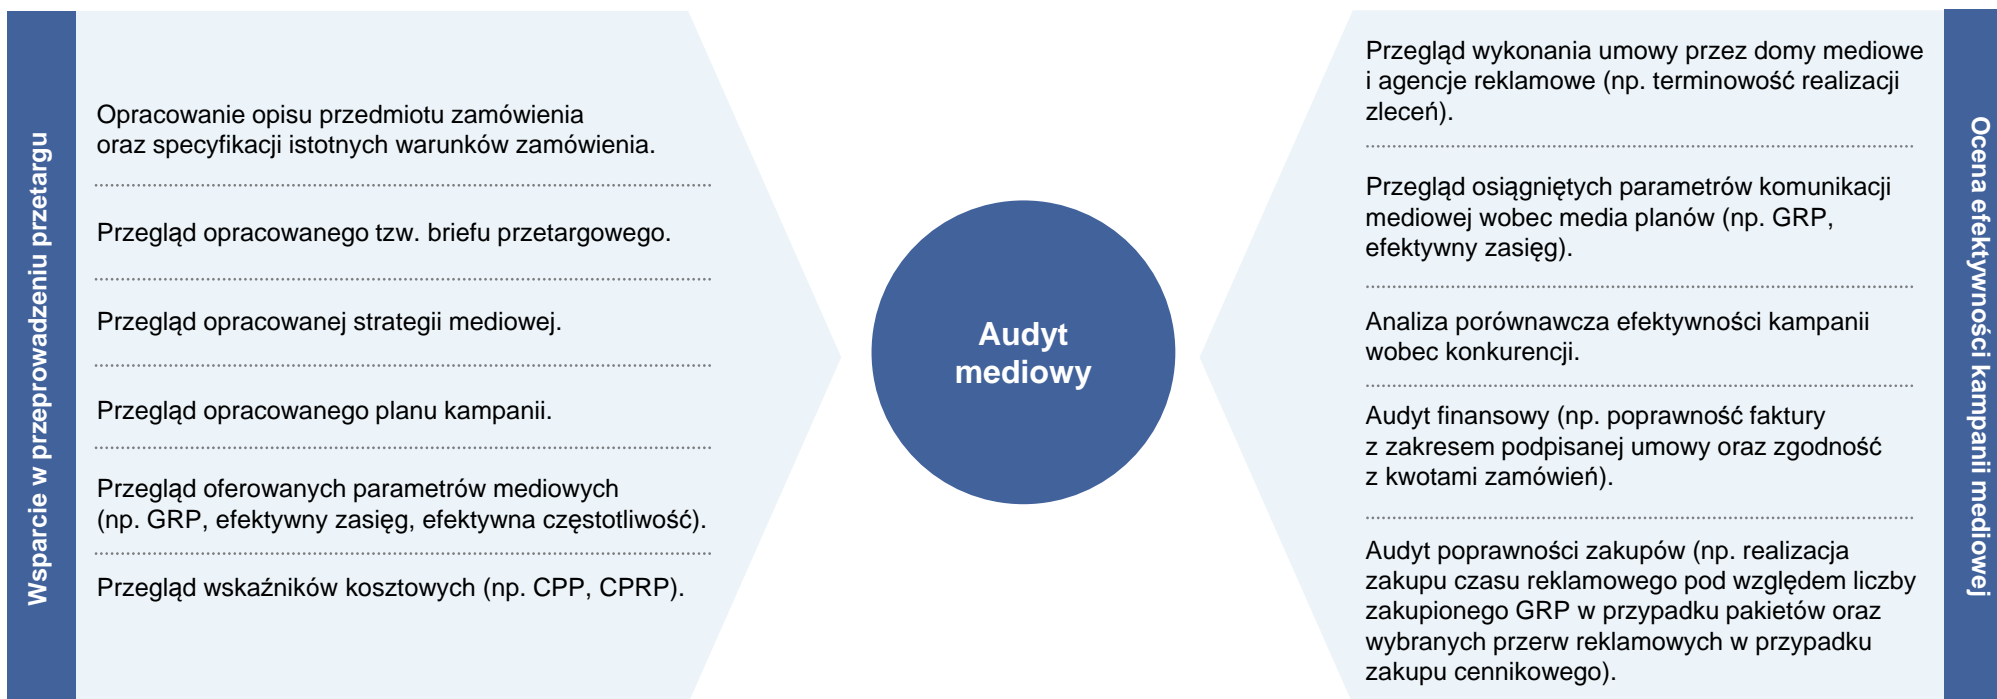 Wsparcie w przeprowadzeniu przetargu
Opracowanie opisu przedmiotu zamówienia
oraz specyfikacji istotnych warunków zamówienia.
Przegląd opracowanego tzw. briefu przetargowego.
Przegląd opracowanej strategii mediowej.
Przegląd opracowanego planu kampanii.
Przegląd oferowanych parametrów mediowych
(np. GRP, efektywny zasięg, efektywna częstotliwość).
Przegląd wskaźników kosztowych (np. CPP, CPRP).
Audyt
mediowy
Przegląd wykonania umowy przez domy mediowe
i agencje reklamowe (np. terminowość realizacji
zleceń).
Przegląd osiągniętych parametrów komunikacji
mediowej wobec media planów (np. GRP,
efektywny zasięg).
Analiza porównawcza efektywności kampanii
wobec konkurencji.
Audyt finansowy (np. poprawność faktury
z zakresem podpisanej umowy oraz zgodność
z kwotami zamówień).
Audyt poprawności zakupów (np. realizacja
zakupu czasu reklamowego pod względem liczby
zakupionego GRP w przypadku pakietów oraz
wybranych przerw reklamowych w przypadku
zakupu cennikowego).
Ocena efektywności kampanii mediowej